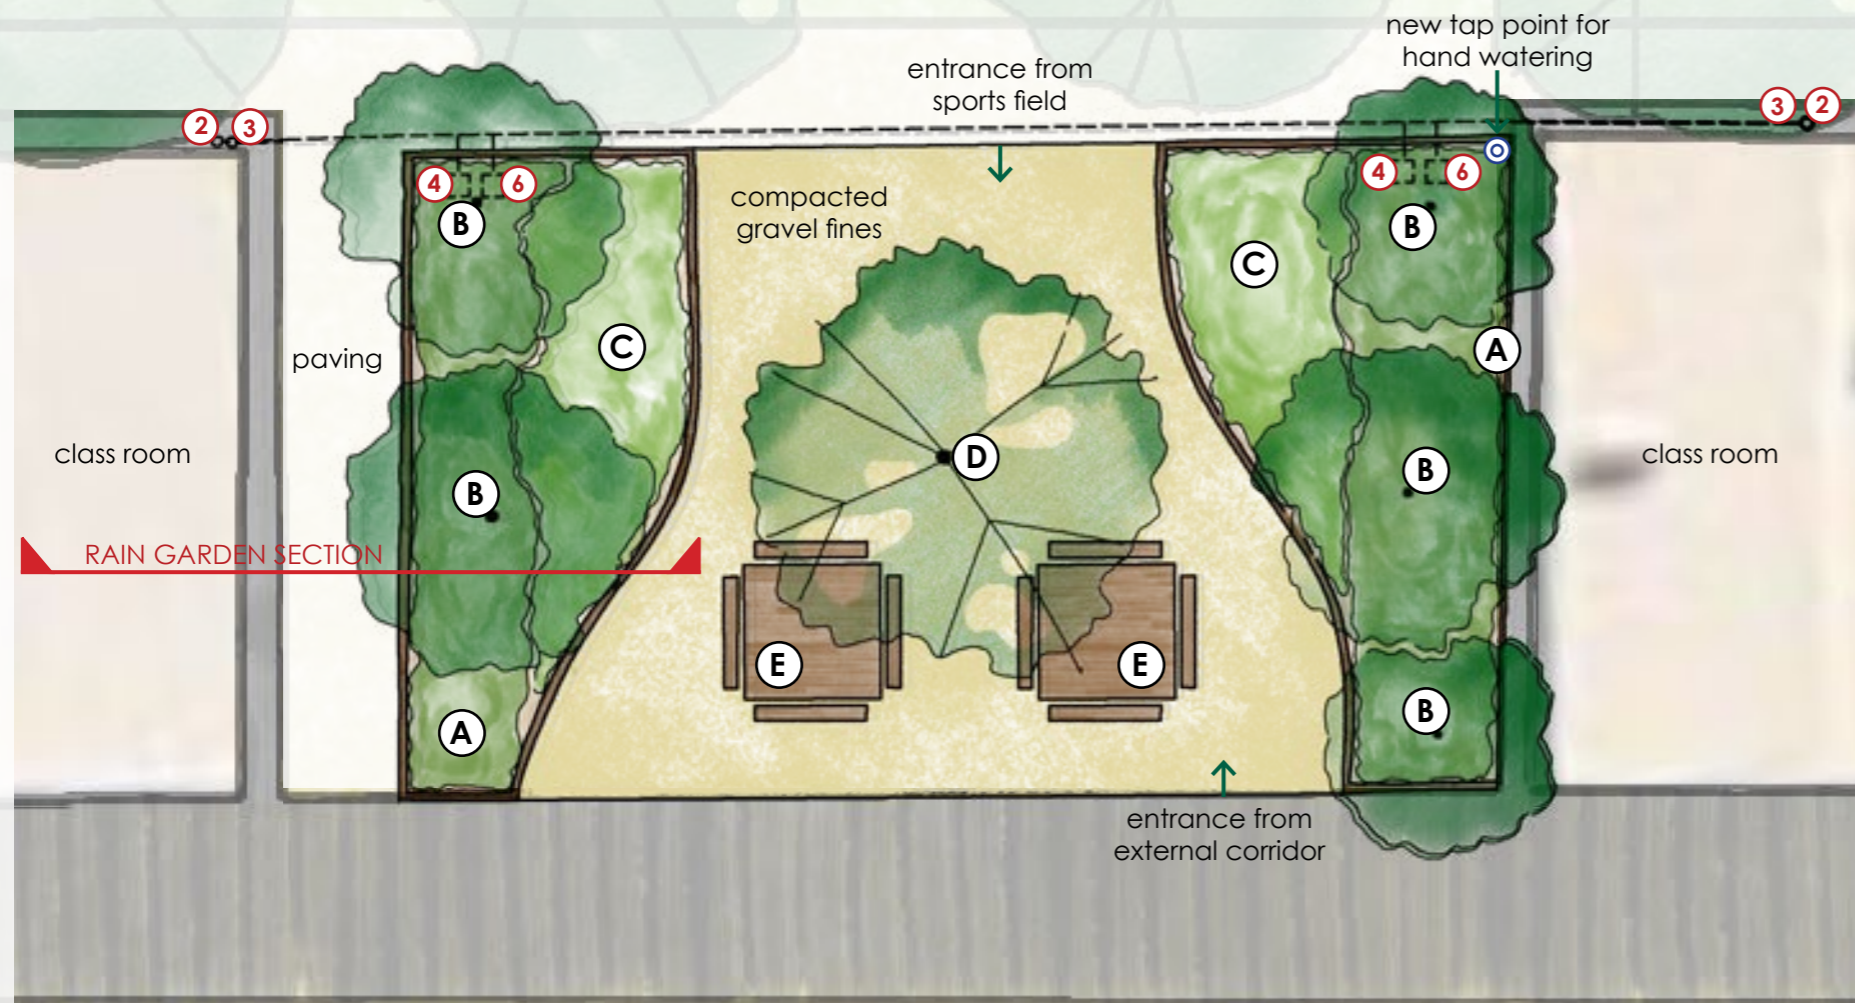 new tap point for
hand watering
entrance from
sports field
2 3
3 2
4 6
4 6
compacted
gravel fines
B
B
C
C
paving
A
class room
D
class room
B
B
RAIN GARDEN SECTION
E
E
B
A
entrance from
external corridor